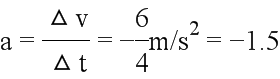 a = △v/△t = −6/4 m/s² = −1.5